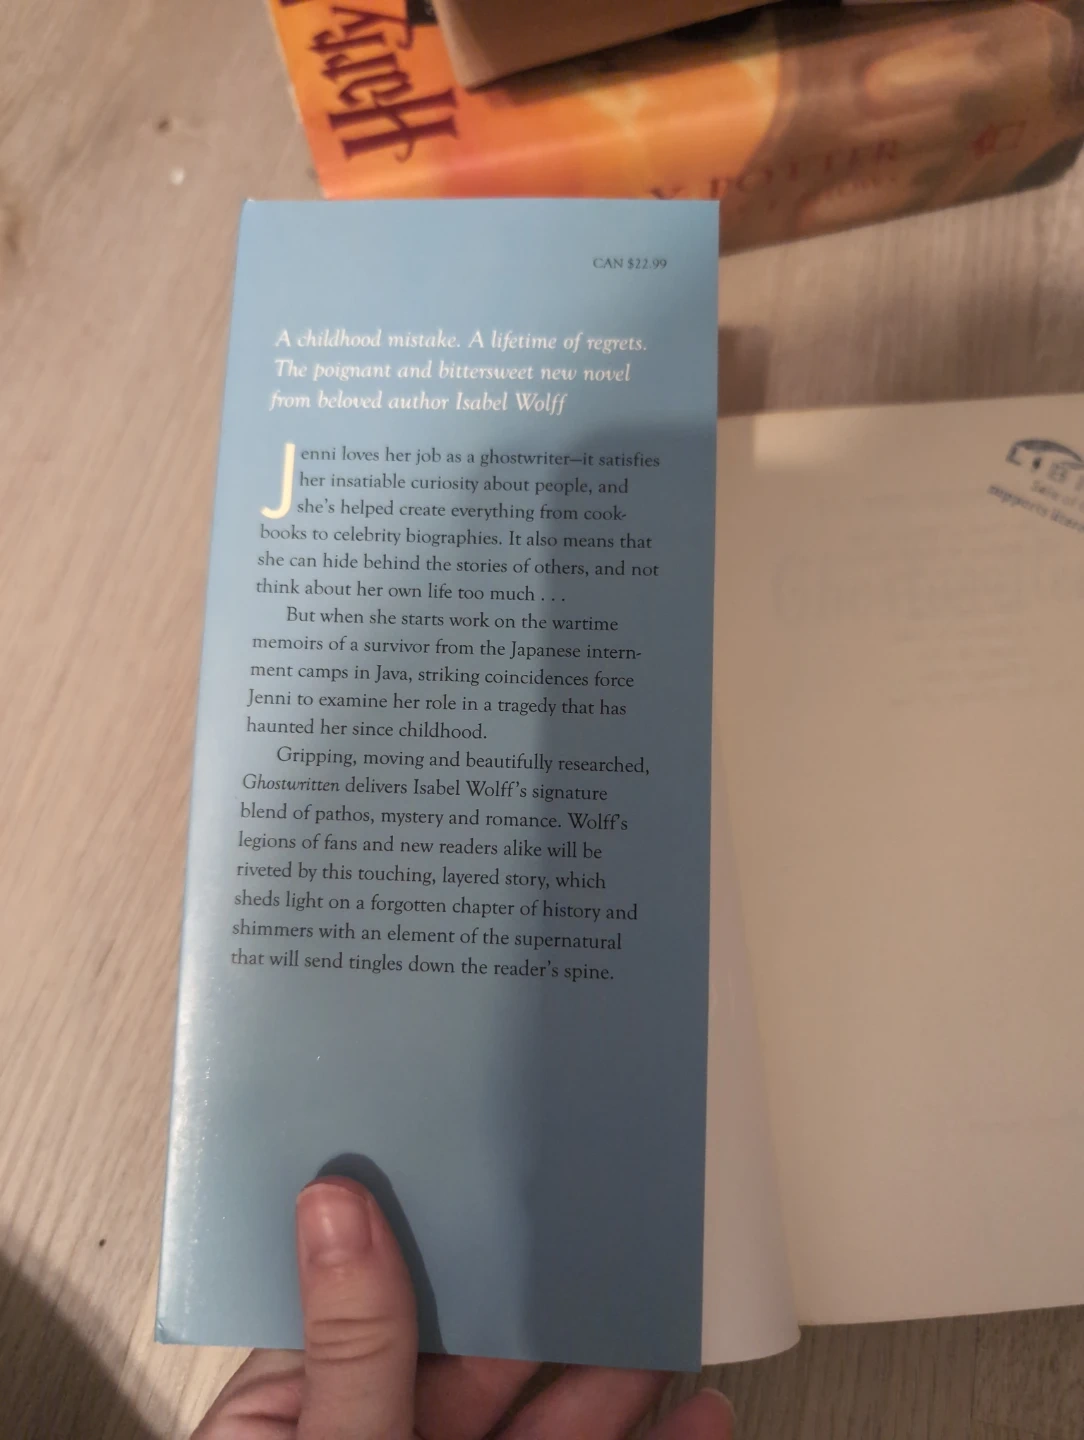 Harry
POTTER
CAN $22.99
A childhood mistake. A lifetime of regrets.
The poignant and bittersweet new novel
from beloved author Isabel Wolff
Jenni loves her job as a ghostwriter—it satisfies
her insatiable curiosity about people, and
she's helped create everything from cook-
books to celebrity biographies. It also means that
she can hide behind the stories of others, and not
think about her own life too much . . .
But when she starts work on the wartime
memoirs of a survivor from the Japanese intern-
ment camps in Java, striking coincidences force
Jenni to examine her role in a tragedy that has
haunted her since childhood.
Gripping, moving and beautifully researched,
Ghostwritten delivers Isabel Wolff's signature
blend of pathos, mystery and romance. Wolff's
legions of fans and new readers alike will be
riveted by this touching, layered story, which
sheds light on a forgotten chapter of history and
shimmers with an element of the supernatural
that will send tingles down the reader's spine.
supports